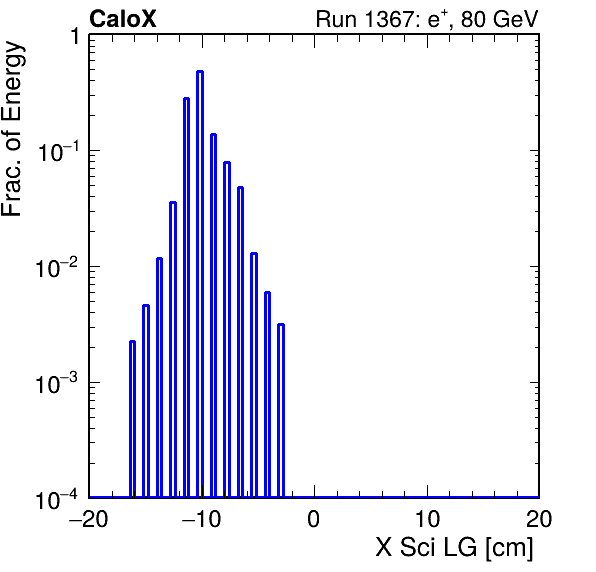 CaloX Run 1367: e⁺, 80 GeV
Frac. of Energy
1
10⁻¹
10⁻²
10⁻³
10⁻⁴
−20 −10 0 10 20
X Sci LG [cm]